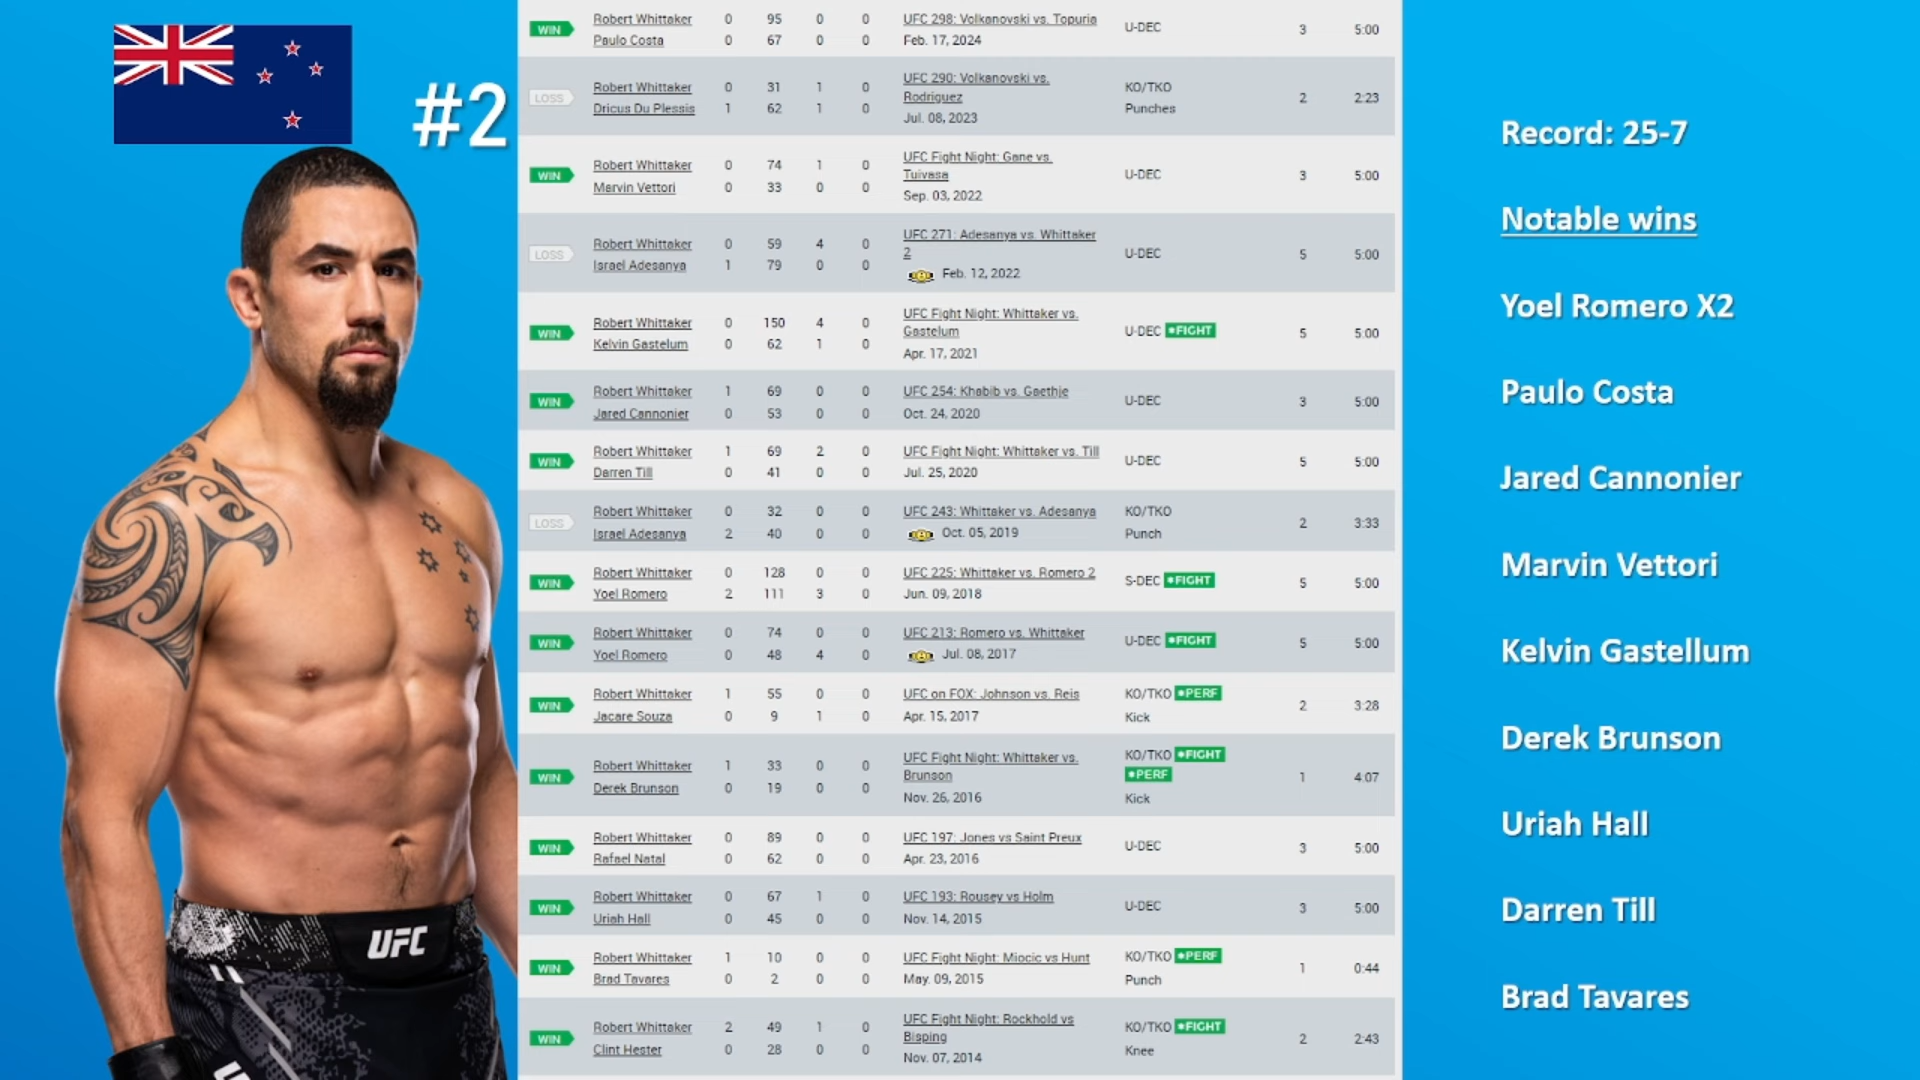 #2
WIN Robert Whittaker 0 95 0 0 UFC 298: Volkanovski vs. Topuria U-DEC 3 5:00
Paulo Costa 0 67 0 0 Feb. 17, 2024
LOSS Robert Whittaker 0 31 1 0 UFC 290: Volkanovski vs. Rodriguez KO/TKO 2 2:23
Dricus Du Plessis 1 62 1 0 Jul. 08, 2023 Punches
WIN Robert Whittaker 0 74 1 0 UFC Fight Night: Gane vs. Tuivasa U-DEC 3 5:00
Marvin Vettori 0 33 0 0 Sep. 03, 2022
LOSS Robert Whittaker 0 59 4 0 UFC 271: Adesanya vs. Whittaker 2 U-DEC 5 5:00
Israel Adesanya 1 79 0 0 Feb. 12, 2022
WIN Robert Whittaker 0 150 4 0 UFC Fight Night: Whittaker vs. Gastelum U-DEC FIGHT 5 5:00
Kelvin Gastelum 0 62 1 0 Apr. 17, 2021
WIN Robert Whittaker 1 69 0 0 UFC 254: Khabib vs. Gaethje U-DEC 3 5:00
Jared Cannonier 0 53 0 0 Oct. 24, 2020
WIN Robert Whittaker 1 69 2 0 UFC Fight Night: Whittaker vs. Till U-DEC 5 5:00
Darren Till 0 41 0 0 Jul. 25, 2020
LOSS Robert Whittaker 0 32 0 0 UFC 243: Whittaker vs. Adesanya KO/TKO 2 3:33
Israel Adesanya 2 40 0 0 Oct. 05, 2019 Punch
WIN Robert Whittaker 0 128 0 0 UFC 225: Whittaker vs. Romero 2 S-DEC FIGHT 5 5:00
Yoel Romero 2 111 3 0 Jun. 09, 2018
WIN Robert Whittaker 0 74 0 0 UFC 213: Romero vs. Whittaker U-DEC FIGHT 5 5:00
Yoel Romero 0 48 4 0 Jul. 08, 2017
WIN Robert Whittaker 1 55 0 0 UFC on FOX: Johnson vs. Reis KO/TKO PERF 2 3:28
Jacare Souza 0 9 1 0 Apr. 15, 2017 Kick
WIN Robert Whittaker 1 33 0 0 UFC Fight Night: Whittaker vs. Brunson KO/TKO FIGHT PERF 1 4:07
Derek Brunson 0 19 0 0 Nov. 26, 2016 Kick
WIN Robert Whittaker 0 89 0 0 UFC 197: Jones vs Saint Preux U-DEC 3 5:00
Rafael Natal 0 62 0 0 Apr. 23, 2016
WIN Robert Whittaker 0 67 1 0 UFC 193: Rousey vs Holm U-DEC 3 5:00
Uriah Hall 0 45 0 0 Nov. 14, 2015
WIN Robert Whittaker 1 10 0 0 UFC Fight Night: Miocic vs Hunt KO/TKO PERF 1 0:44
Brad Tavares 0 2 0 0 May. 09, 2015 Punch
WIN Robert Whittaker 2 49 1 0 UFC Fight Night: Rockhold vs Bisping KO/TKO FIGHT 2 2:43
Clint Hester 0 28 0 0 Nov. 07, 2014 Knee
Record: 25-7
Notable wins
Yoel Romero X2
Paulo Costa
Jared Cannonier
Marvin Vettori
Kelvin Gastellum
Derek Brunson
Uriah Hall
Darren Till
Brad Tavares
UFC